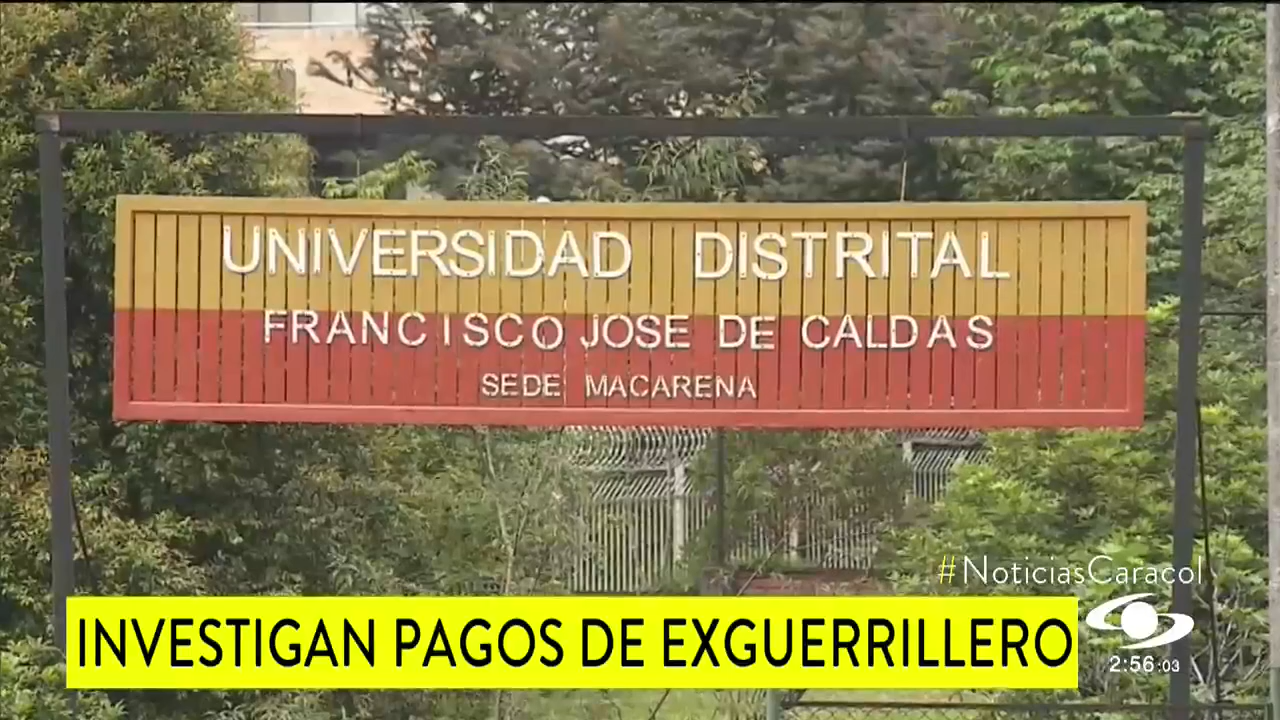 UNIVERSIDAD DISTRITAL
FRANCISCO JOSE DE CALDAS
SEDE MACARENA
#NoticiasCaracol
INVESTIGAN PAGOS DE EXGUERRILLERO
2:56:03